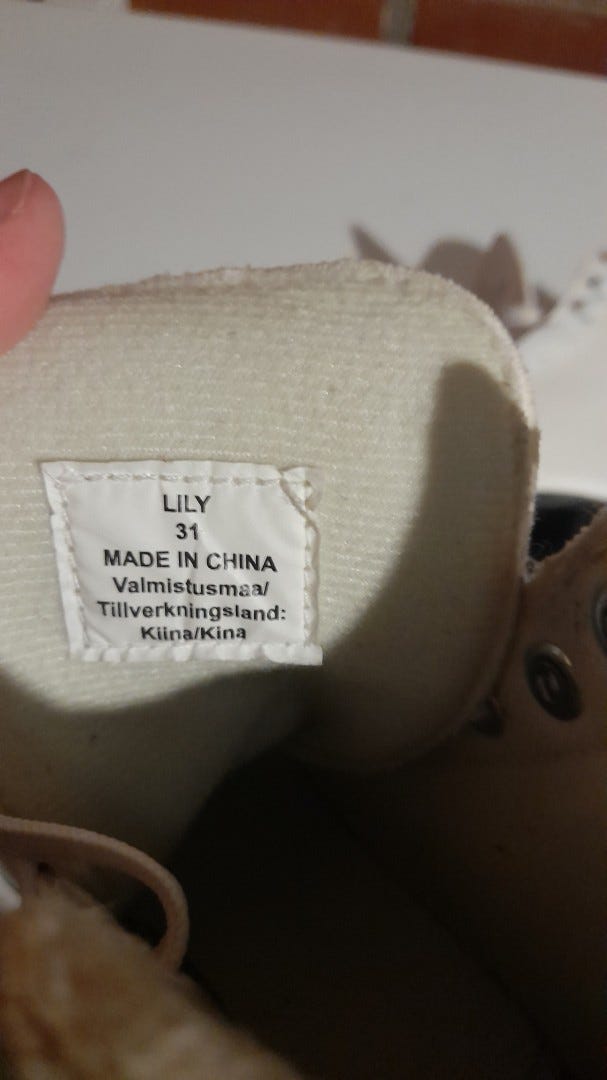 LILY
31
MADE IN CHINA
Valmistusmaa/
Tillverkningsland:
Kiina/Kina